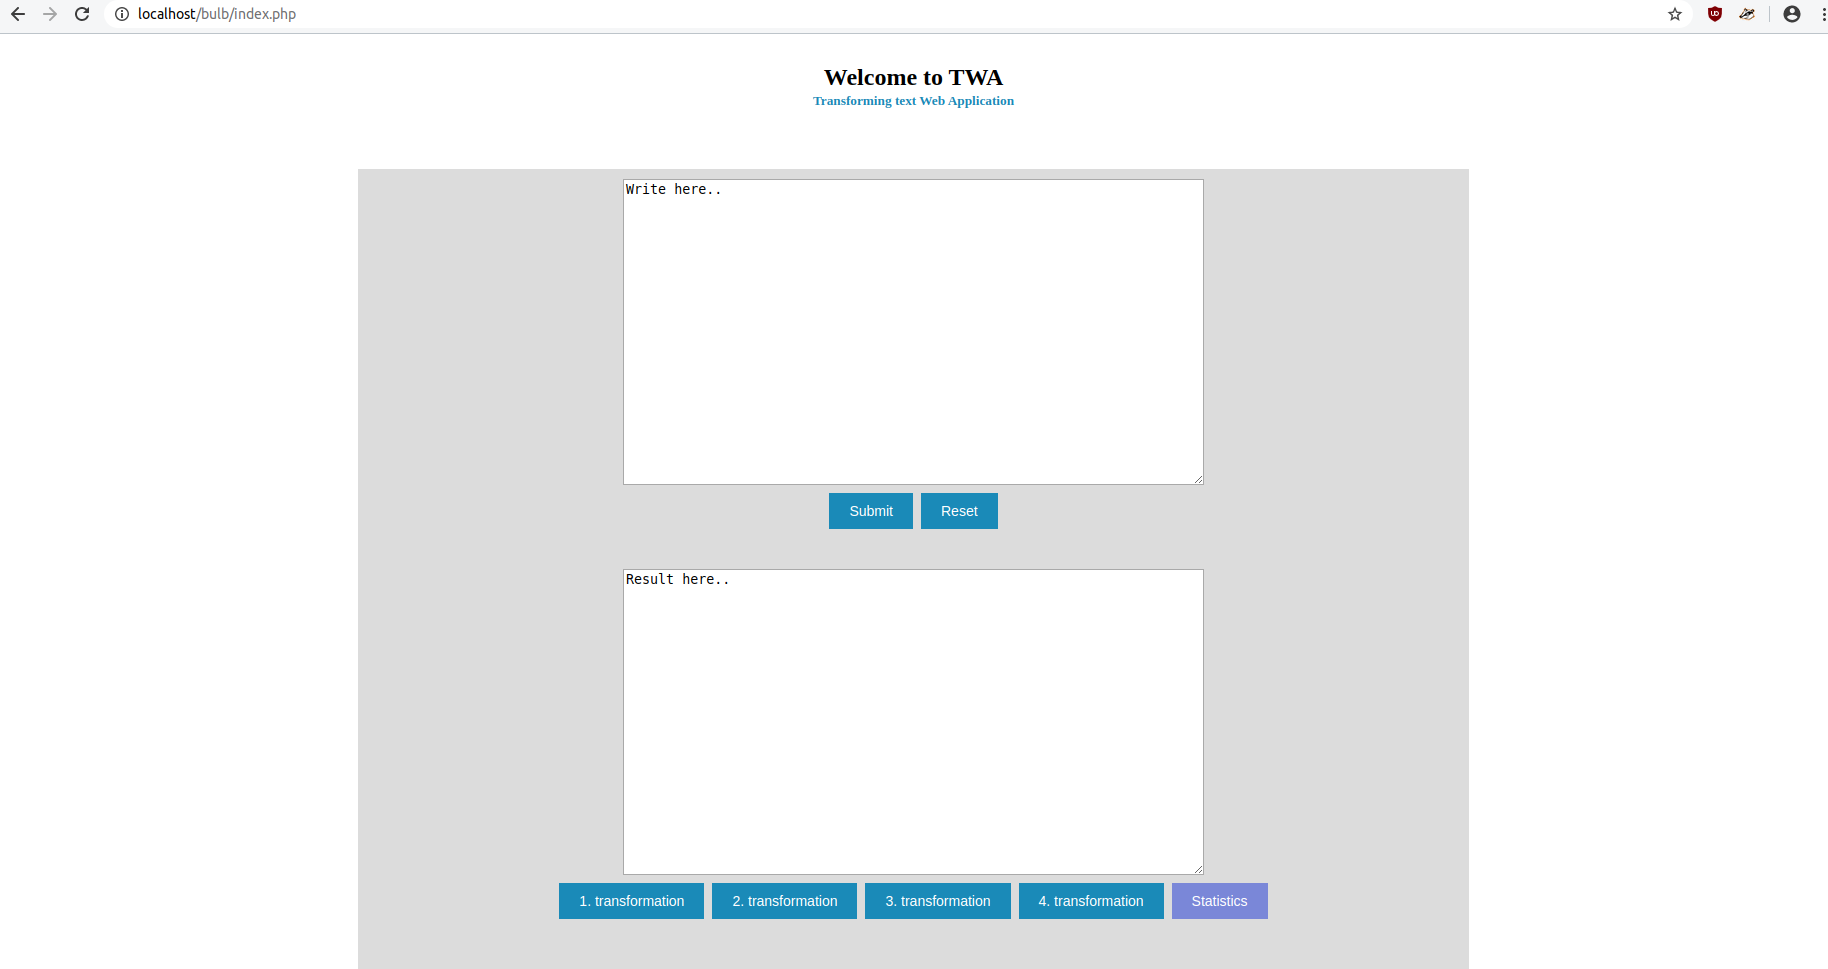 localhost/bulb/index.php
Welcome to TWA
Transforming text Web Application
Write here..
Submit Reset
Result here..
1. transformation 2. transformation 3. transformation 4. transformation Statistics